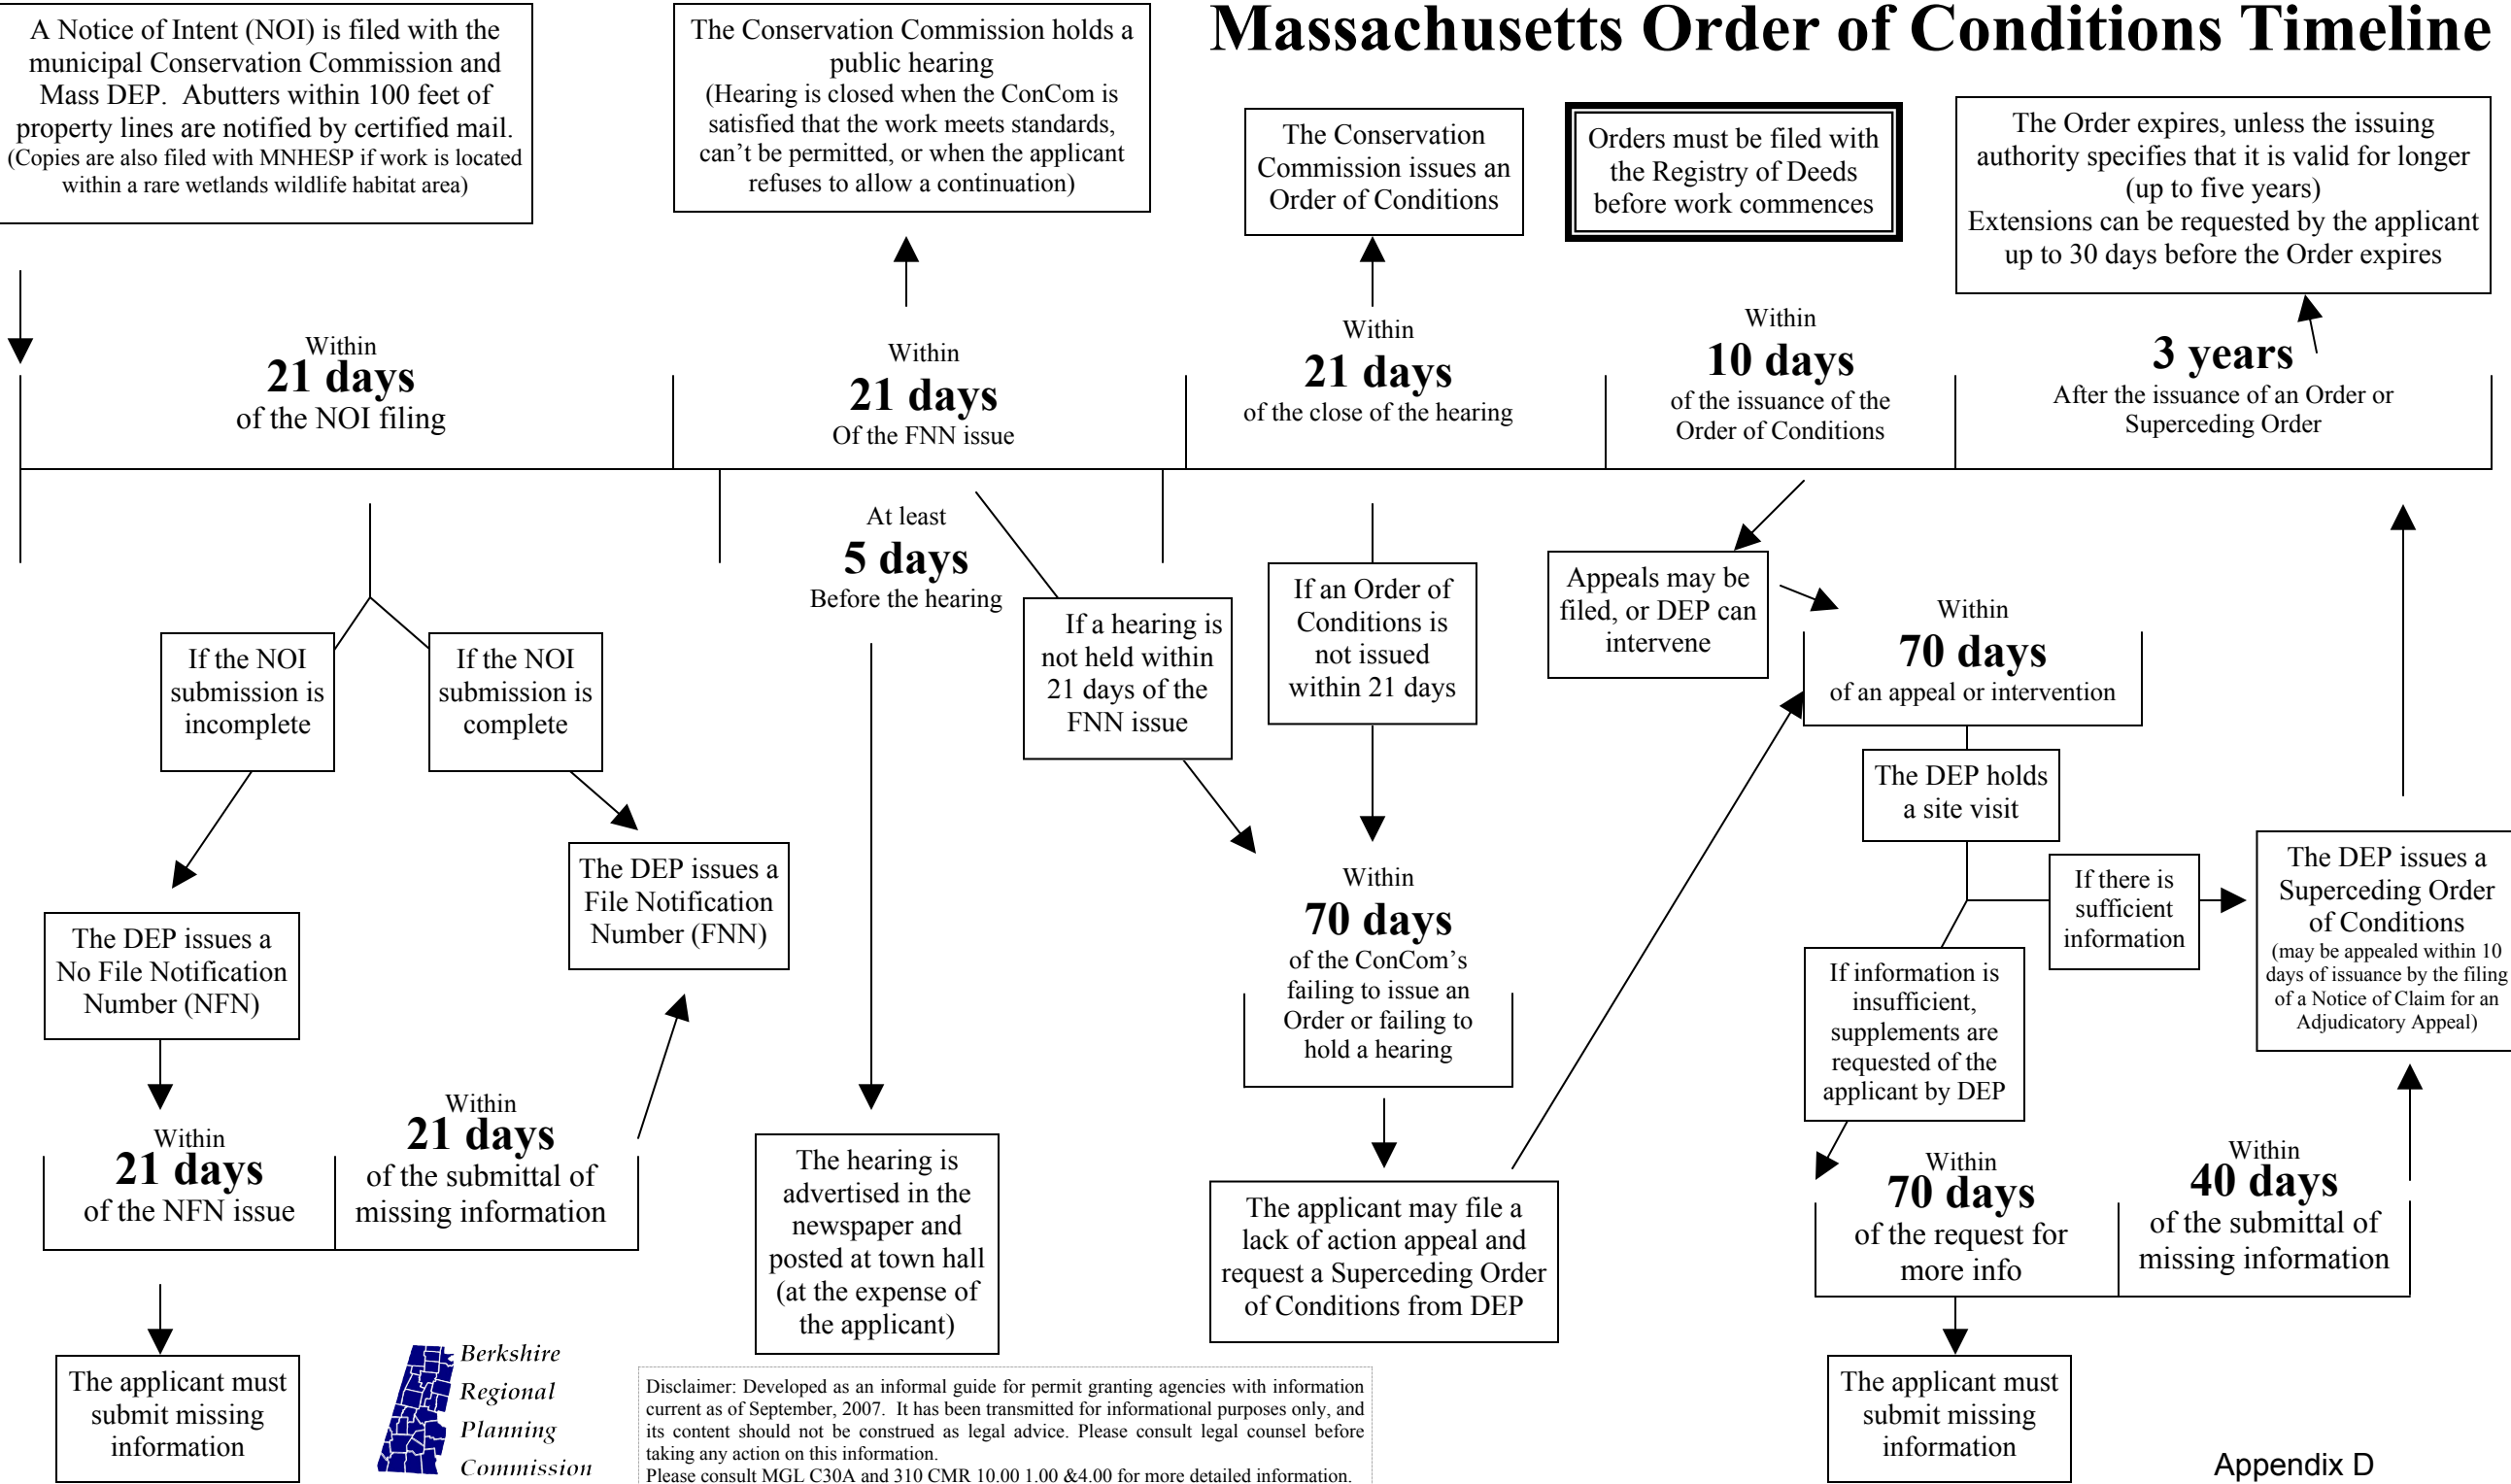 Massachusetts Order of Conditions Timeline
A Notice of Intent (NOI) is filed with the
municipal Conservation Commission and
Mass DEP. Abutters within 100 feet of
property lines are notified by certified mail.
(Copies are also filed with MNHESP if work is located
within a rare wetlands wildlife habitat area)
The Conservation Commission holds a
public hearing
(Hearing is closed when the ConCom is
satisfied that the work meets standards,
can't be permitted, or when the applicant
refuses to allow a continuation)
The Conservation
Commission issues an
Order of Conditions
Orders must be filed with
the Registry of Deeds
before work commences
The Order expires, unless the issuing
authority specifies that it is valid for longer
(up to five years)
Extensions can be requested by the applicant
up to 30 days before the Order expires
Within
21 days
of the NOI filing
Within
21 days
Of the FNN issue
Within
21 days
of the close of the hearing
Within
10 days
of the issuance of the
Order of Conditions
3 years
After the issuance of an Order or
Superceding Order
At least
5 days
Before the hearing
If the NOI
submission is
incomplete
If the NOI
submission is
complete
If a hearing is
not held within
21 days of the
FNN issue
If an Order of
Conditions is
not issued
within 21 days
Appeals may be
filed, or DEP can
intervene
Within
70 days
of an appeal or intervention
The DEP holds
a site visit
The DEP issues a
File Notification
Number (FNN)
The DEP issues a
No File Notification
Number (NFN)
Within
70 days
of the ConCom's
failing to issue an
Order or failing to
hold a hearing
If there is
sufficient
information
The DEP issues a
Superceding Order
of Conditions
(may be appealed within 10
days of issuance by the filing
of a Notice of Claim for an
Adjudicatory Appeal)
If information is
insufficient,
supplements are
requested of the
applicant by DEP
Within
21 days
of the NFN issue
Within
21 days
of the submittal of
missing information
The hearing is
advertised in the
newspaper and
posted at town hall
(at the expense of
the applicant)
The applicant may file a
lack of action appeal and
request a Superceding Order
of Conditions from DEP
Within
70 days
of the request for
more info
Within
40 days
of the submittal of
missing information
The applicant must
submit missing
information
Berkshire
Regional
Planning
Commission
Disclaimer: Developed as an informal guide for permit granting agencies with information
current as of September, 2007. It has been transmitted for informational purposes only, and
its content should not be construed as legal advice. Please consult legal counsel before
taking any action on this information.
Please consult MGL C30A and 310 CMR 10.00 1.00 &4.00 for more detailed information.
The applicant must
submit missing
information
Appendix D